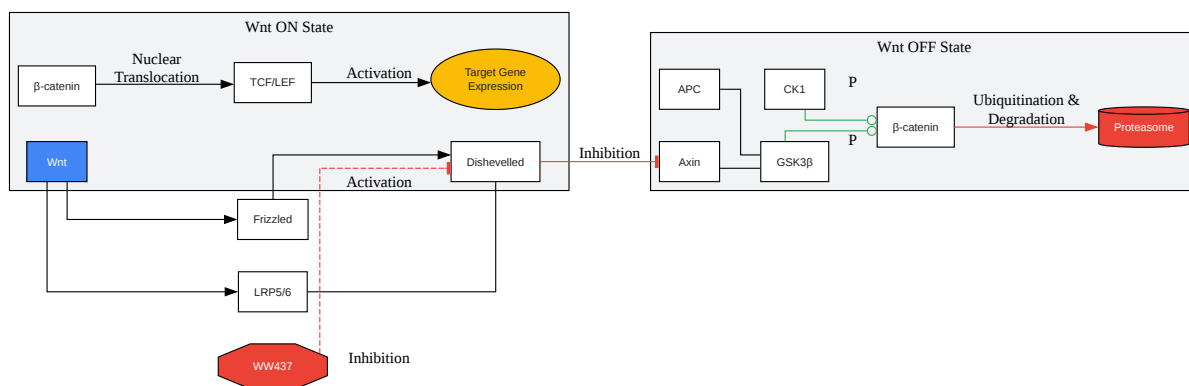 Wnt ON State
Nuclear
Translocation
β-catenin
TCF/LEF
Activation
Target Gene
Expression
Wnt
Dishevelled
Activation
Frizzled
LRP5/6
WW437
Inhibition
Inhibition
Wnt OFF State
APC
CK1
P
Axin
GSK3β
P
β-catenin
Ubiquitination &
Degradation
Proteasome